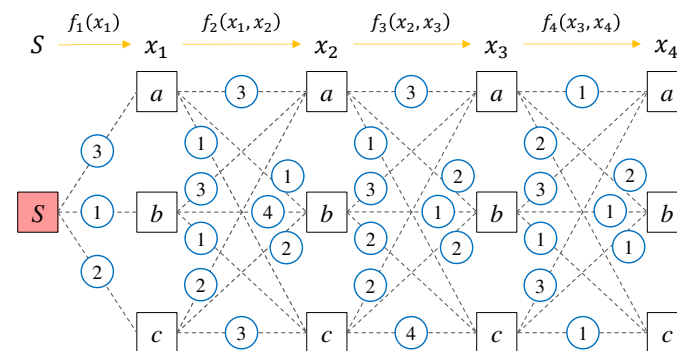 f₁(x₁) f₂(x₁, x₂) f₃(x₂, x₃) f₄(x₃, x₄)
S x₁ x₂ x₃ x₄
a 3 a 3 a 1 a
1 1 2
3 1 2 2
3 3 3
S 1 b 4 b 1 b 1 b
1 2 2 2 1 1
2 2 2 3
c 3 c 4 c 1 c